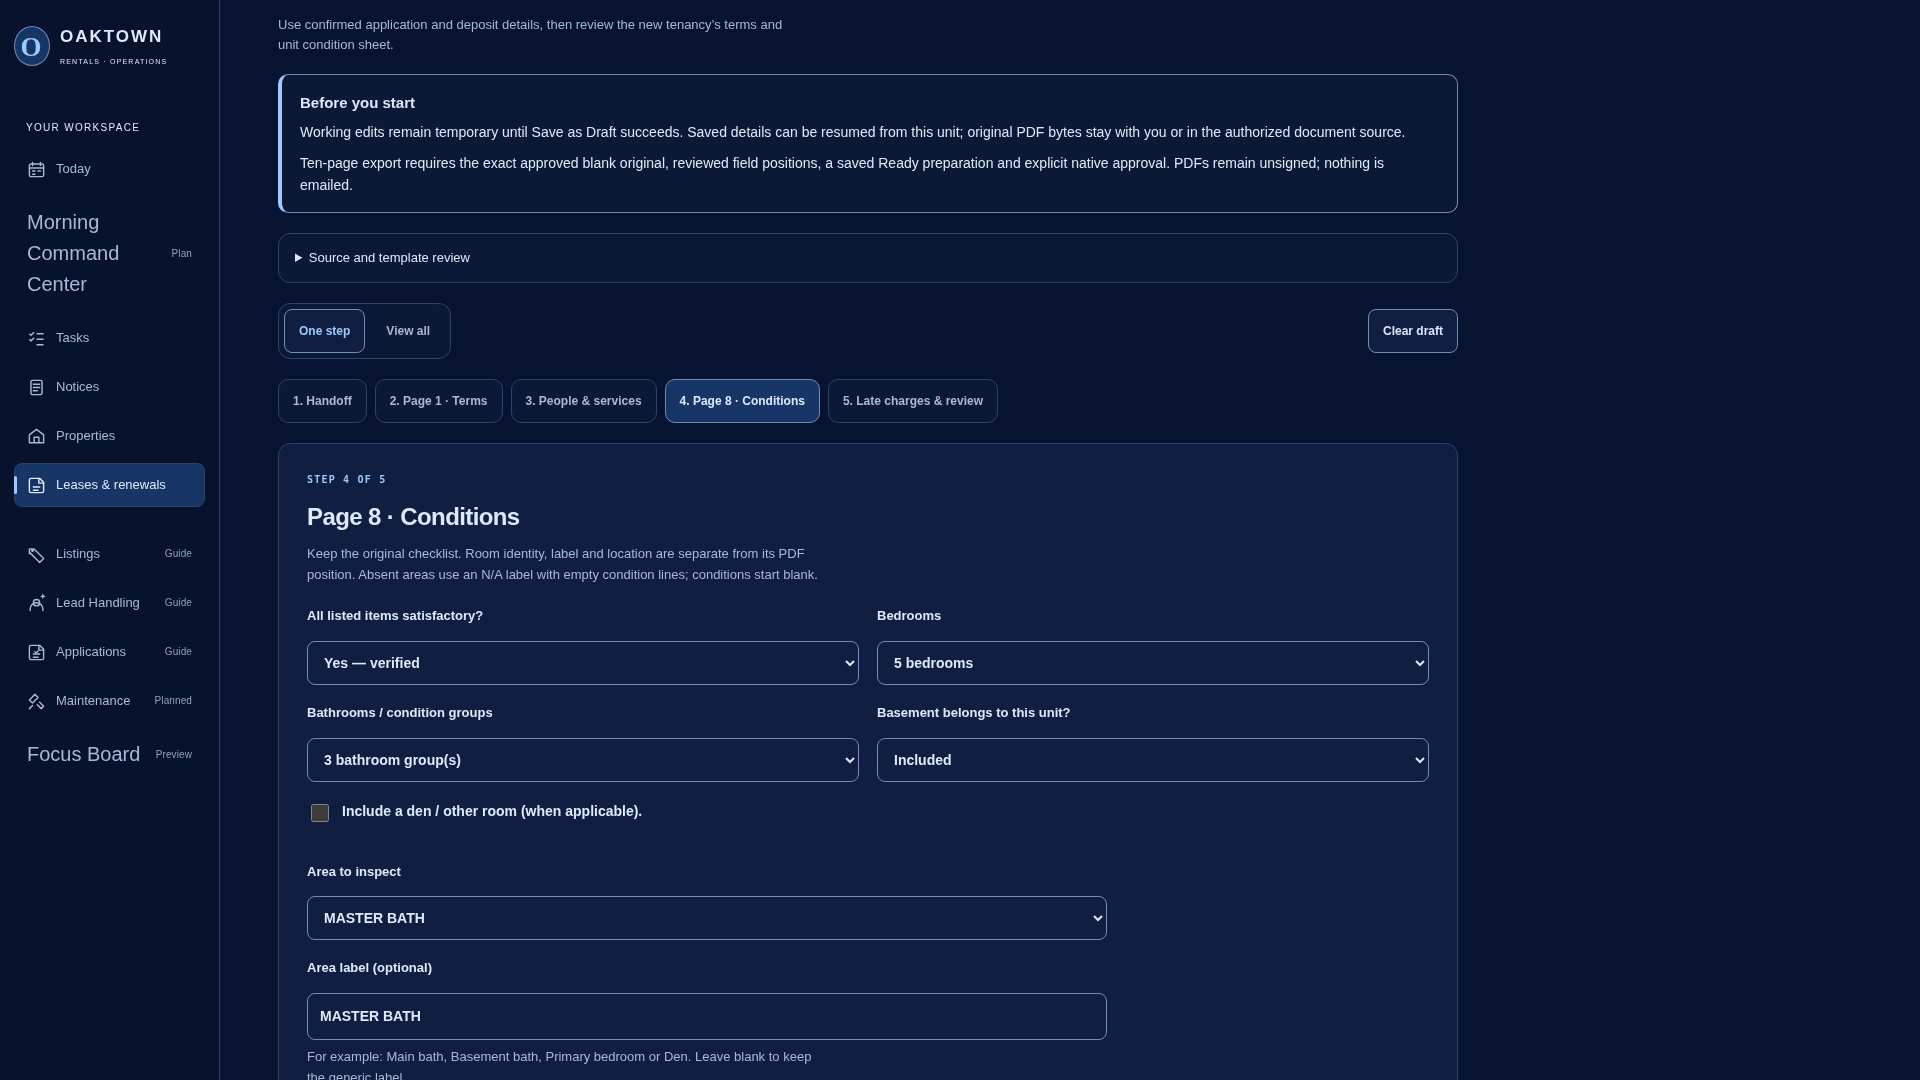 O
OAKTOWN
RENTALS · OPERATIONS
YOUR WORKSPACE
Today
Morning
Command
Center
Plan
Tasks
Notices
Properties
Leases & renewals
Listings
Guide
Lead Handling
Guide
Applications
Guide
Maintenance
Planned
Focus Board
Preview
Use confirmed application and deposit details, then review the new tenancy’s terms and
unit condition sheet.
Before you start
Working edits remain temporary until Save as Draft succeeds. Saved details can be resumed from this unit; original PDF bytes stay with you or in the authorized document source.
Ten-page export requires the exact approved blank original, reviewed field positions, a saved Ready preparation and explicit native approval. PDFs remain unsigned; nothing is
emailed.
Source and template review
One step
View all
Clear draft
1. Handoff
2. Page 1 · Terms
3. People & services
4. Page 8 · Conditions
5. Late charges & review
STEP 4 OF 5
Page 8 · Conditions
Keep the original checklist. Room identity, label and location are separate from its PDF
position. Absent areas use an N/A label with empty condition lines; conditions start blank.
All listed items satisfactory?
Yes — verified
Bedrooms
5 bedrooms
Bathrooms / condition groups
3 bathroom group(s)
Basement belongs to this unit?
Included
Include a den / other room (when applicable).
Area to inspect
MASTER BATH
Area label (optional)
MASTER BATH
For example: Main bath, Basement bath, Primary bedroom or Den. Leave blank to keep
the generic label.